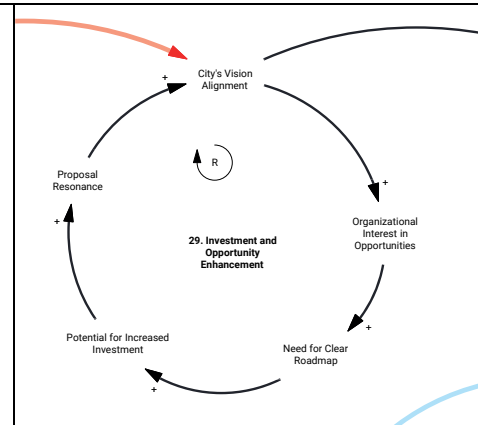 +
City's Vision
Alignment
R
Proposal
Resonance
+
+
Organizational
Interest in
Opportunities
29. Investment and
Opportunity
Enhancement
+
Potential for Increased
Investment
Need for Clear
Roadmap
+